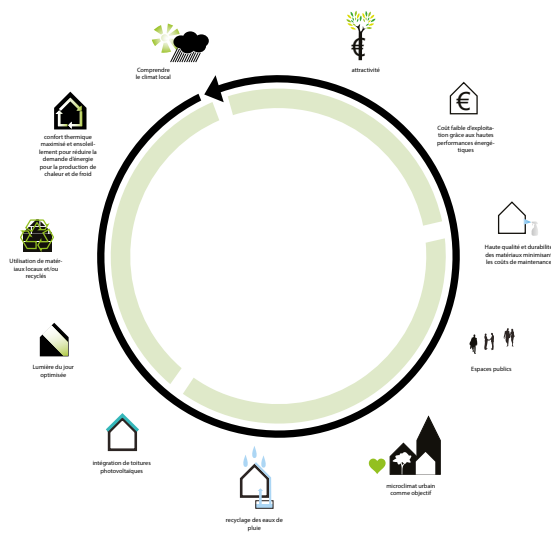 Comprendre
le climat local
attractivité
Coût faible d'exploita-
tion grâce aux hautes
performances énergé-
tiques
Haute qualité et durabilité
des matériaux minimisant
les coûts de maintenance
Espaces publics
microclimat urbain
comme objectif
recyclage des eaux de
pluie
intégration de toitures
photovoltaiques
Lumière du jour
optimisée
Utilisation de matér-
iaux locaux et/ou
recyclés
confort thermique
maximisé et ensoleil-
lement pour réduire la
demande d'énergie
pour la production de
chaleur et de froid